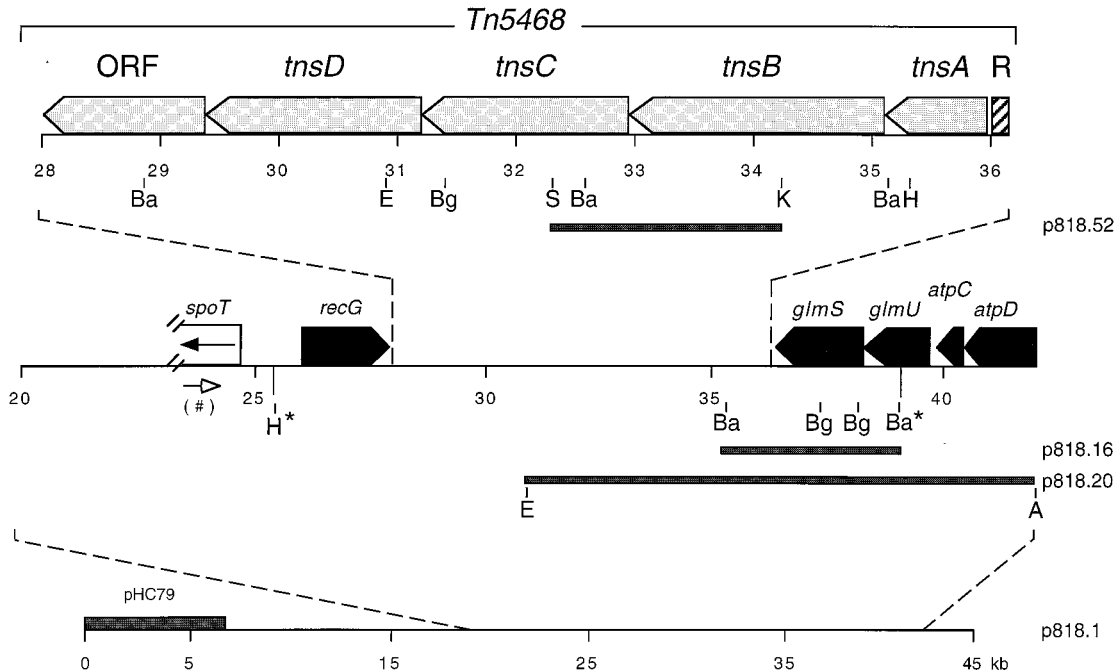 Tn5468
ORF tnsD tnsC tnsB tnsA R
28 29 30 31 32 33 34 35 36
Ba E Bg S Ba K Ba H
p818.52
spoT recG glmS glmU atpC atpD
20 25 30 35 40
(#)
H* Ba Bg Bg Ba*
p818.16
p818.20
E A
pHC79
p818.1
0 5 15 25 35 45 kb